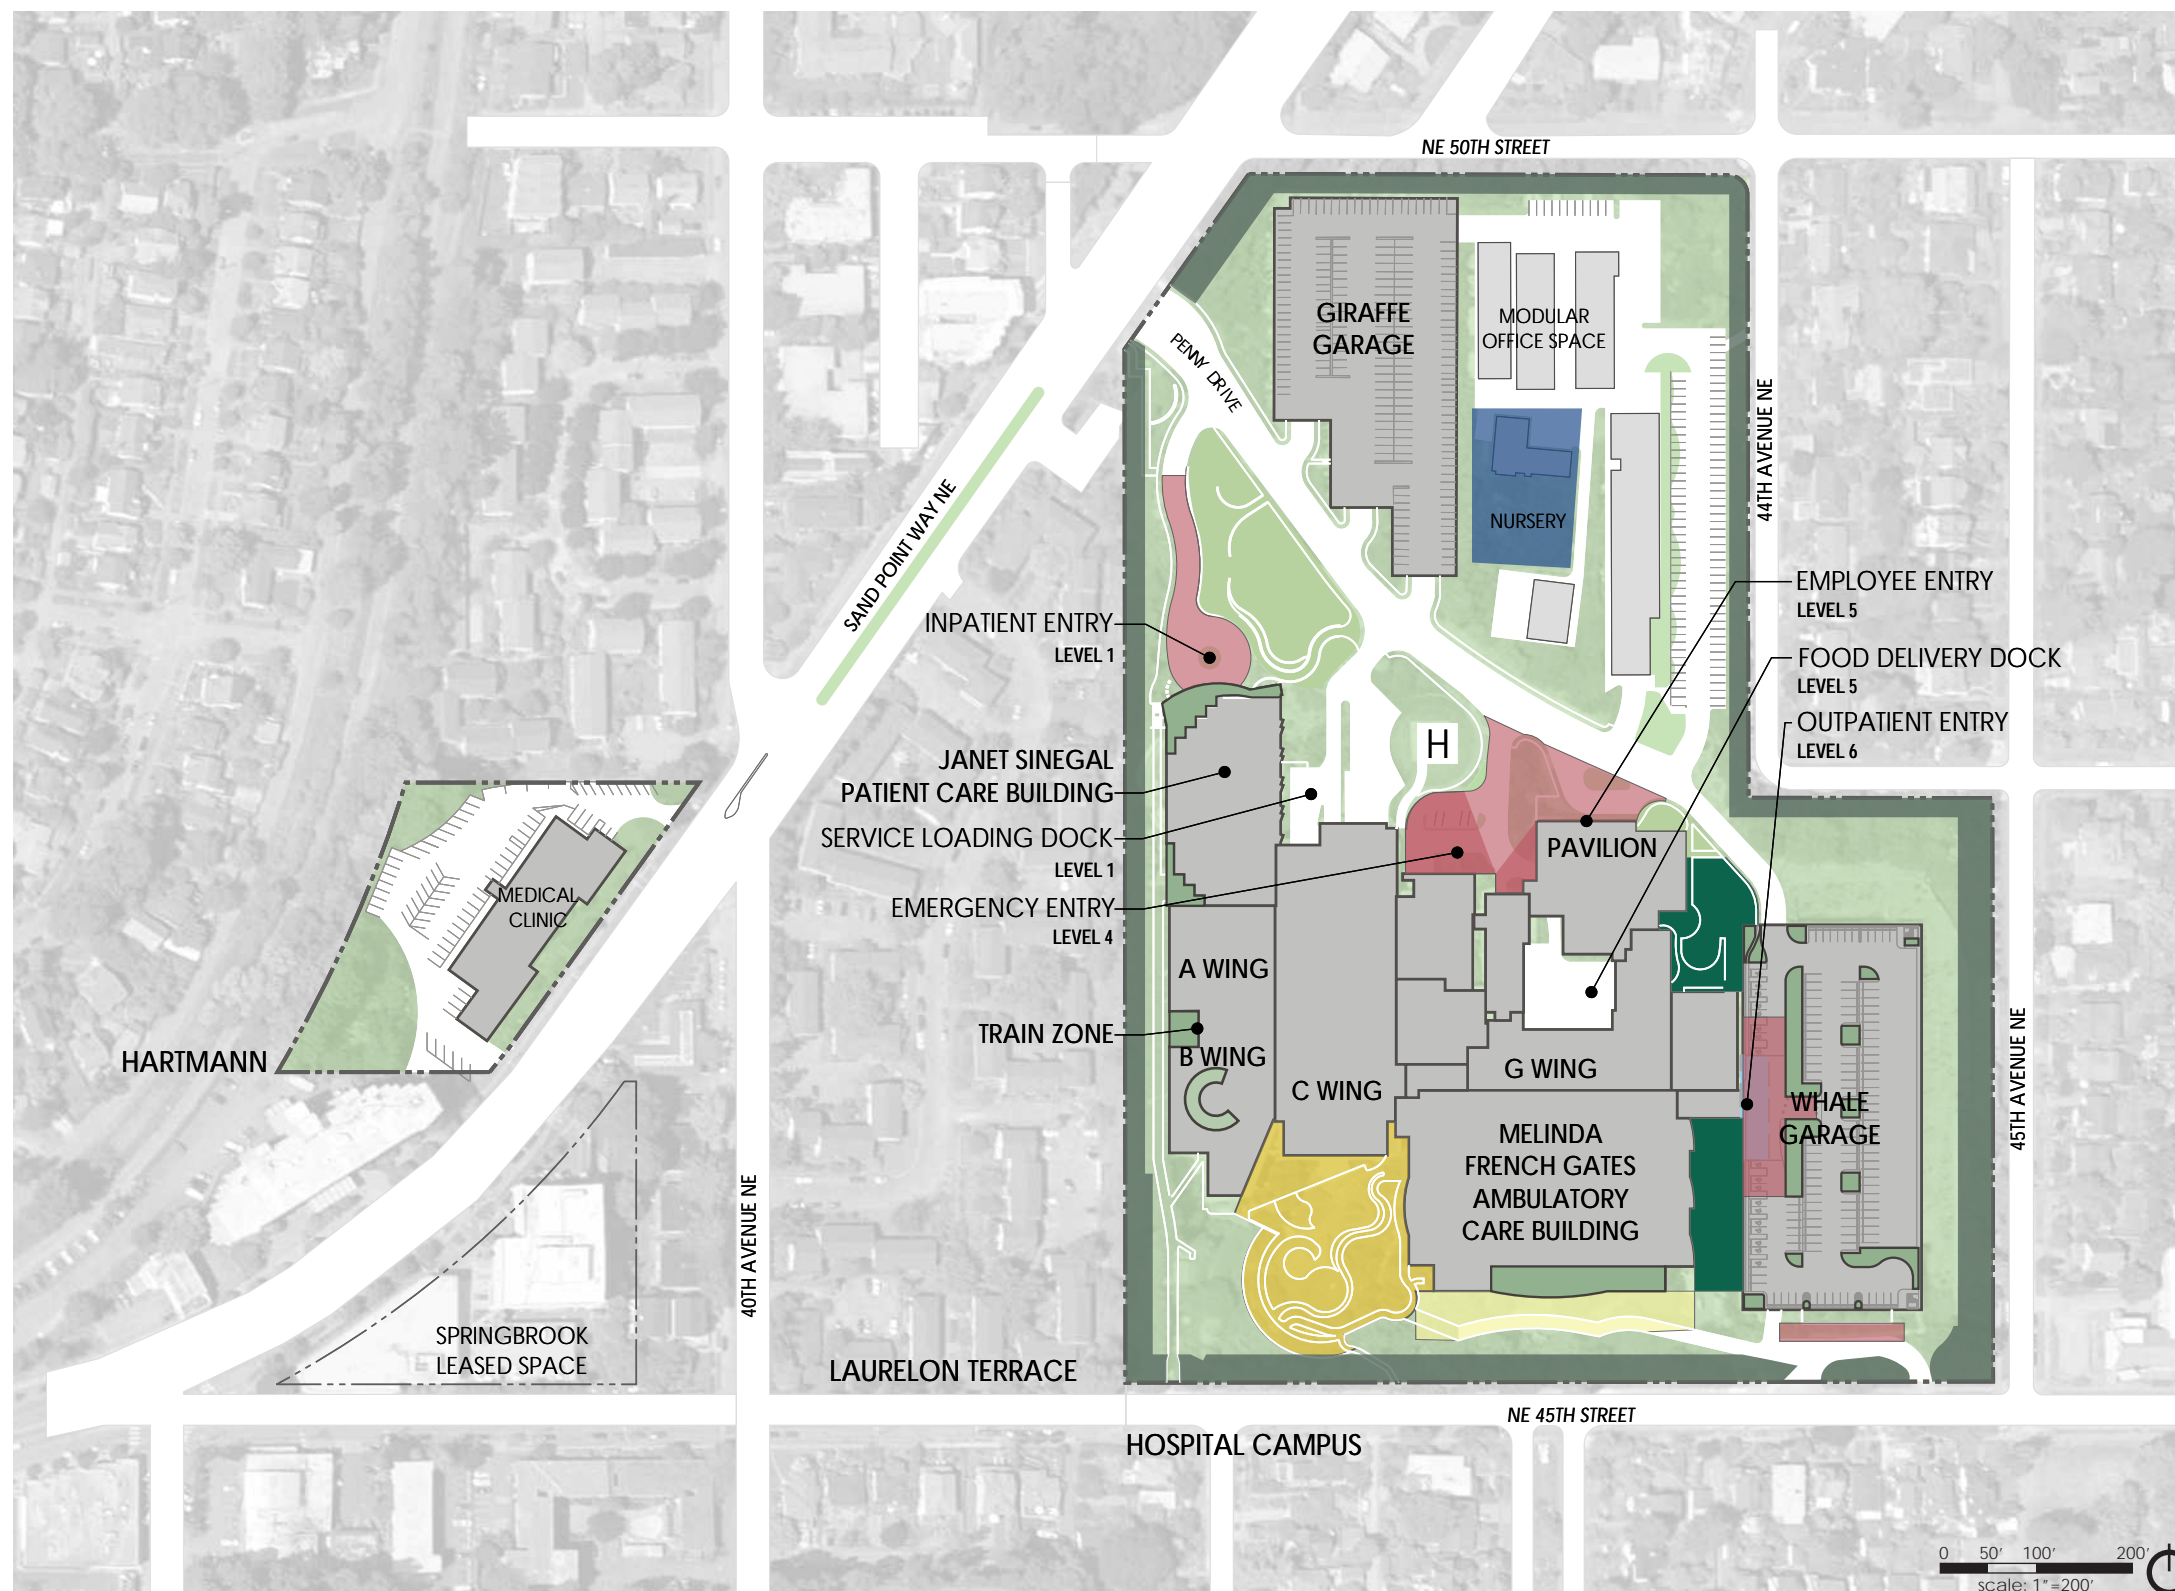 NE 50TH STREET
GIRAFFE
GARAGE
MODULAR
OFFICE SPACE
PENNY DRIVE
44TH AVENUE NE
SAND POINT WAY NE
NURSERY
EMPLOYEE ENTRY
LEVEL 5
INPATIENT ENTRY
LEVEL 1
FOOD DELIVERY DOCK
LEVEL 5
OUTPATIENT ENTRY
LEVEL 6
H
JANET SINEGAL
PATIENT CARE BUILDING
SERVICE LOADING DOCK
LEVEL 1
PAVILION
EMERGENCY ENTRY
LEVEL 4
MEDICAL
CLINIC
A WING
TRAIN ZONE
B WING
HARTMANN
G WING
C WING
WHALE
GARAGE
45TH AVENUE NE
MELINDA
FRENCH GATES
AMBULATORY
CARE BUILDING
40TH AVENUE NE
SPRINGBROOK
LEASED SPACE
LAURELON TERRACE
NE 45TH STREET
HOSPITAL CAMPUS
0 50' 100' 200'
scale: 1"=200'